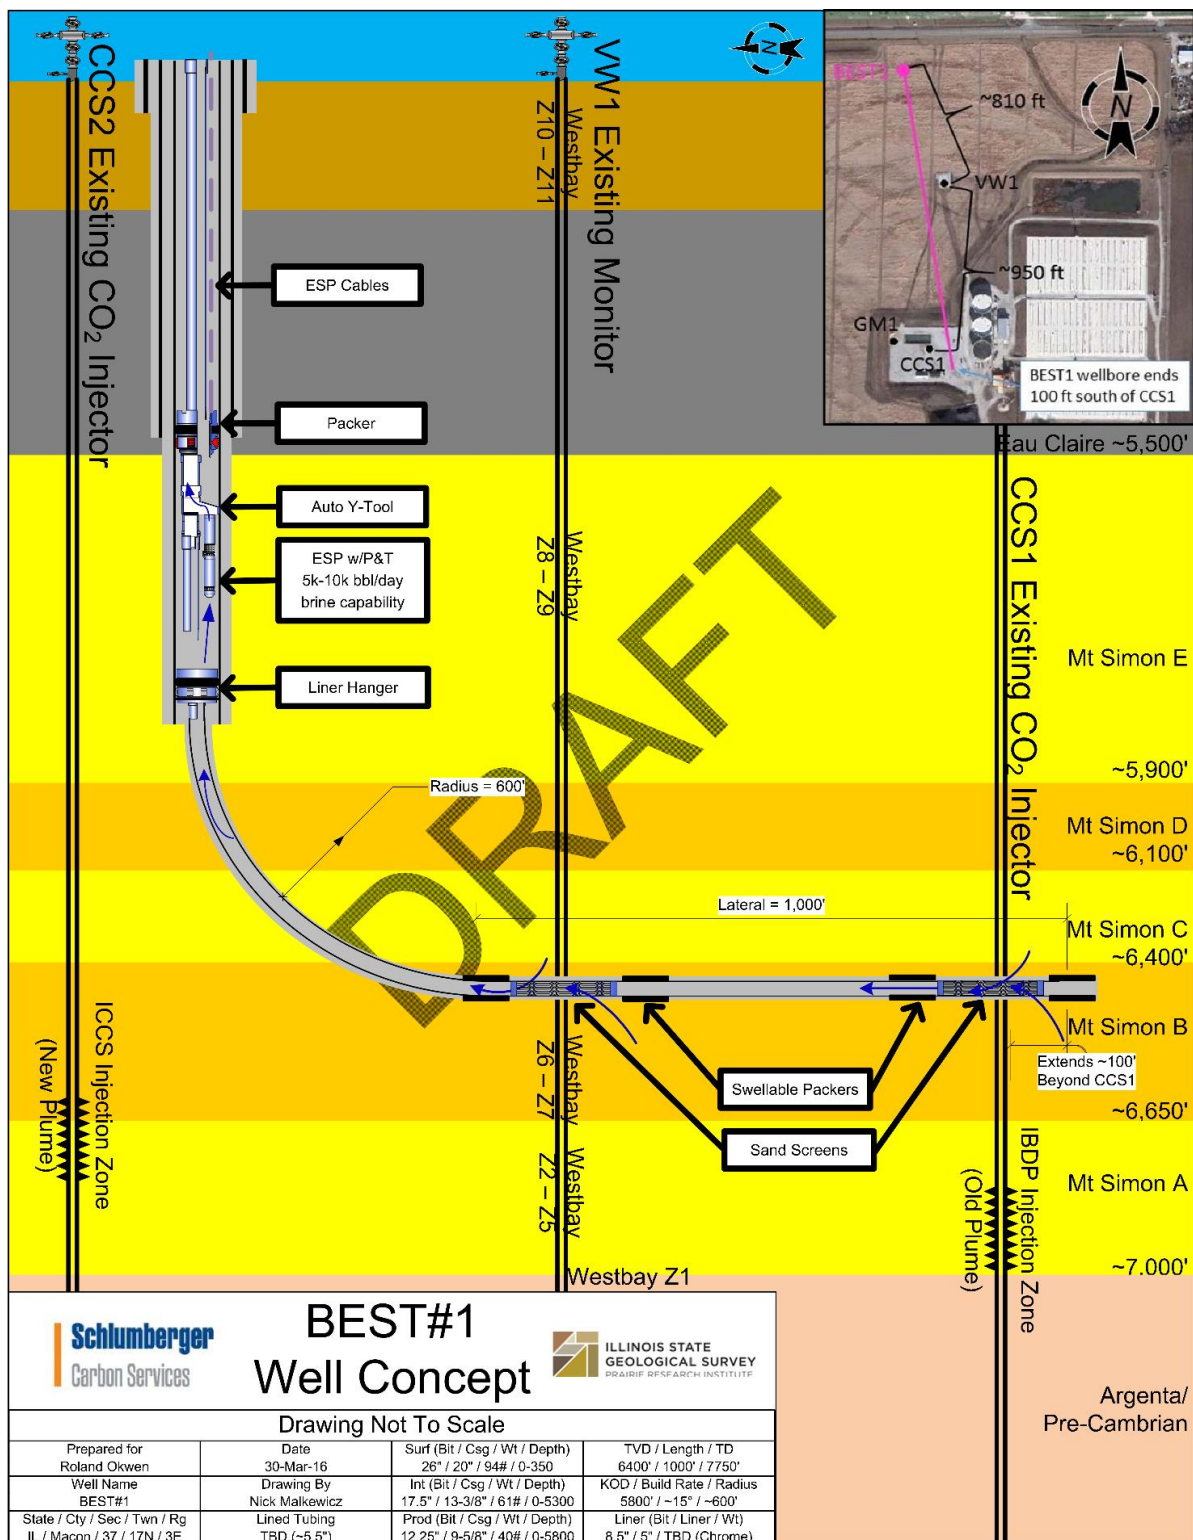 CCS2 Existing CO₂ Injector
VW1 Existing Monitor
Westbay
Z10 – Z11
N
BEST1
~810 ft
N
VW1
~950 ft
GM1
CCS1
BEST1 wellbore ends
100 ft south of CCS1
ESP Cables
Packer
Auto Y-Tool
ESP w/P&T
5k-10k bbl/day
brine capability
Liner Hanger
Eau Claire ~5,500'
CCS1 Existing CO₂ Injector
Westbay
Z8 – Z9
Mt Simon E
~5,900'
Radius = 600'
Mt Simon D
~6,100'
DRAFT
Lateral = 1,000'
Mt Simon C
~6,400'
Mt Simon B
Extends ~100'
Beyond CCS1
Swellable Packers
~6,650'
Sand Screens
ICCS Injection Zone
(New Plume)
Westbay
Z6 – Z7
Westbay
Z2 – Z5
IBDP Injection Zone
(Old Plume)
Mt Simon A
~7.000'
Westbay Z1
Argenta/
Pre-Cambrian
Schlumberger
Carbon Services
BEST#1
Well Concept
ILLINOIS STATE
GEOLOGICAL SURVEY
PRAIRIE RESEARCH INSTITUTE
Drawing Not To Scale
Prepared for
Roland Okwen
Date
30-Mar-16
Surf (Bit / Csg / Wt / Depth)
26" / 20" / 94# / 0-350
TVD / Length / TD
6400' / 1000' / 7750'
Well Name
BEST#1
Drawing By
Nick Malkewicz
Int (Bit / Csg / Wt / Depth)
17.5" / 13-3/8" / 61# / 0-5300
KOD / Build Rate / Radius
5800' / ~15° / ~600'
State / Cty / Sec / Twn / Rg
IL / Macon / 37 / 17N / 3E
Lined Tubing
TBD (~5.5")
Prod (Bit / Csg / Wt / Depth)
12.25" / 9-5/8" / 40# / 0-5800
Liner (Bit / Liner / Wt)
8.5" / 5" / TBD (Chrome)